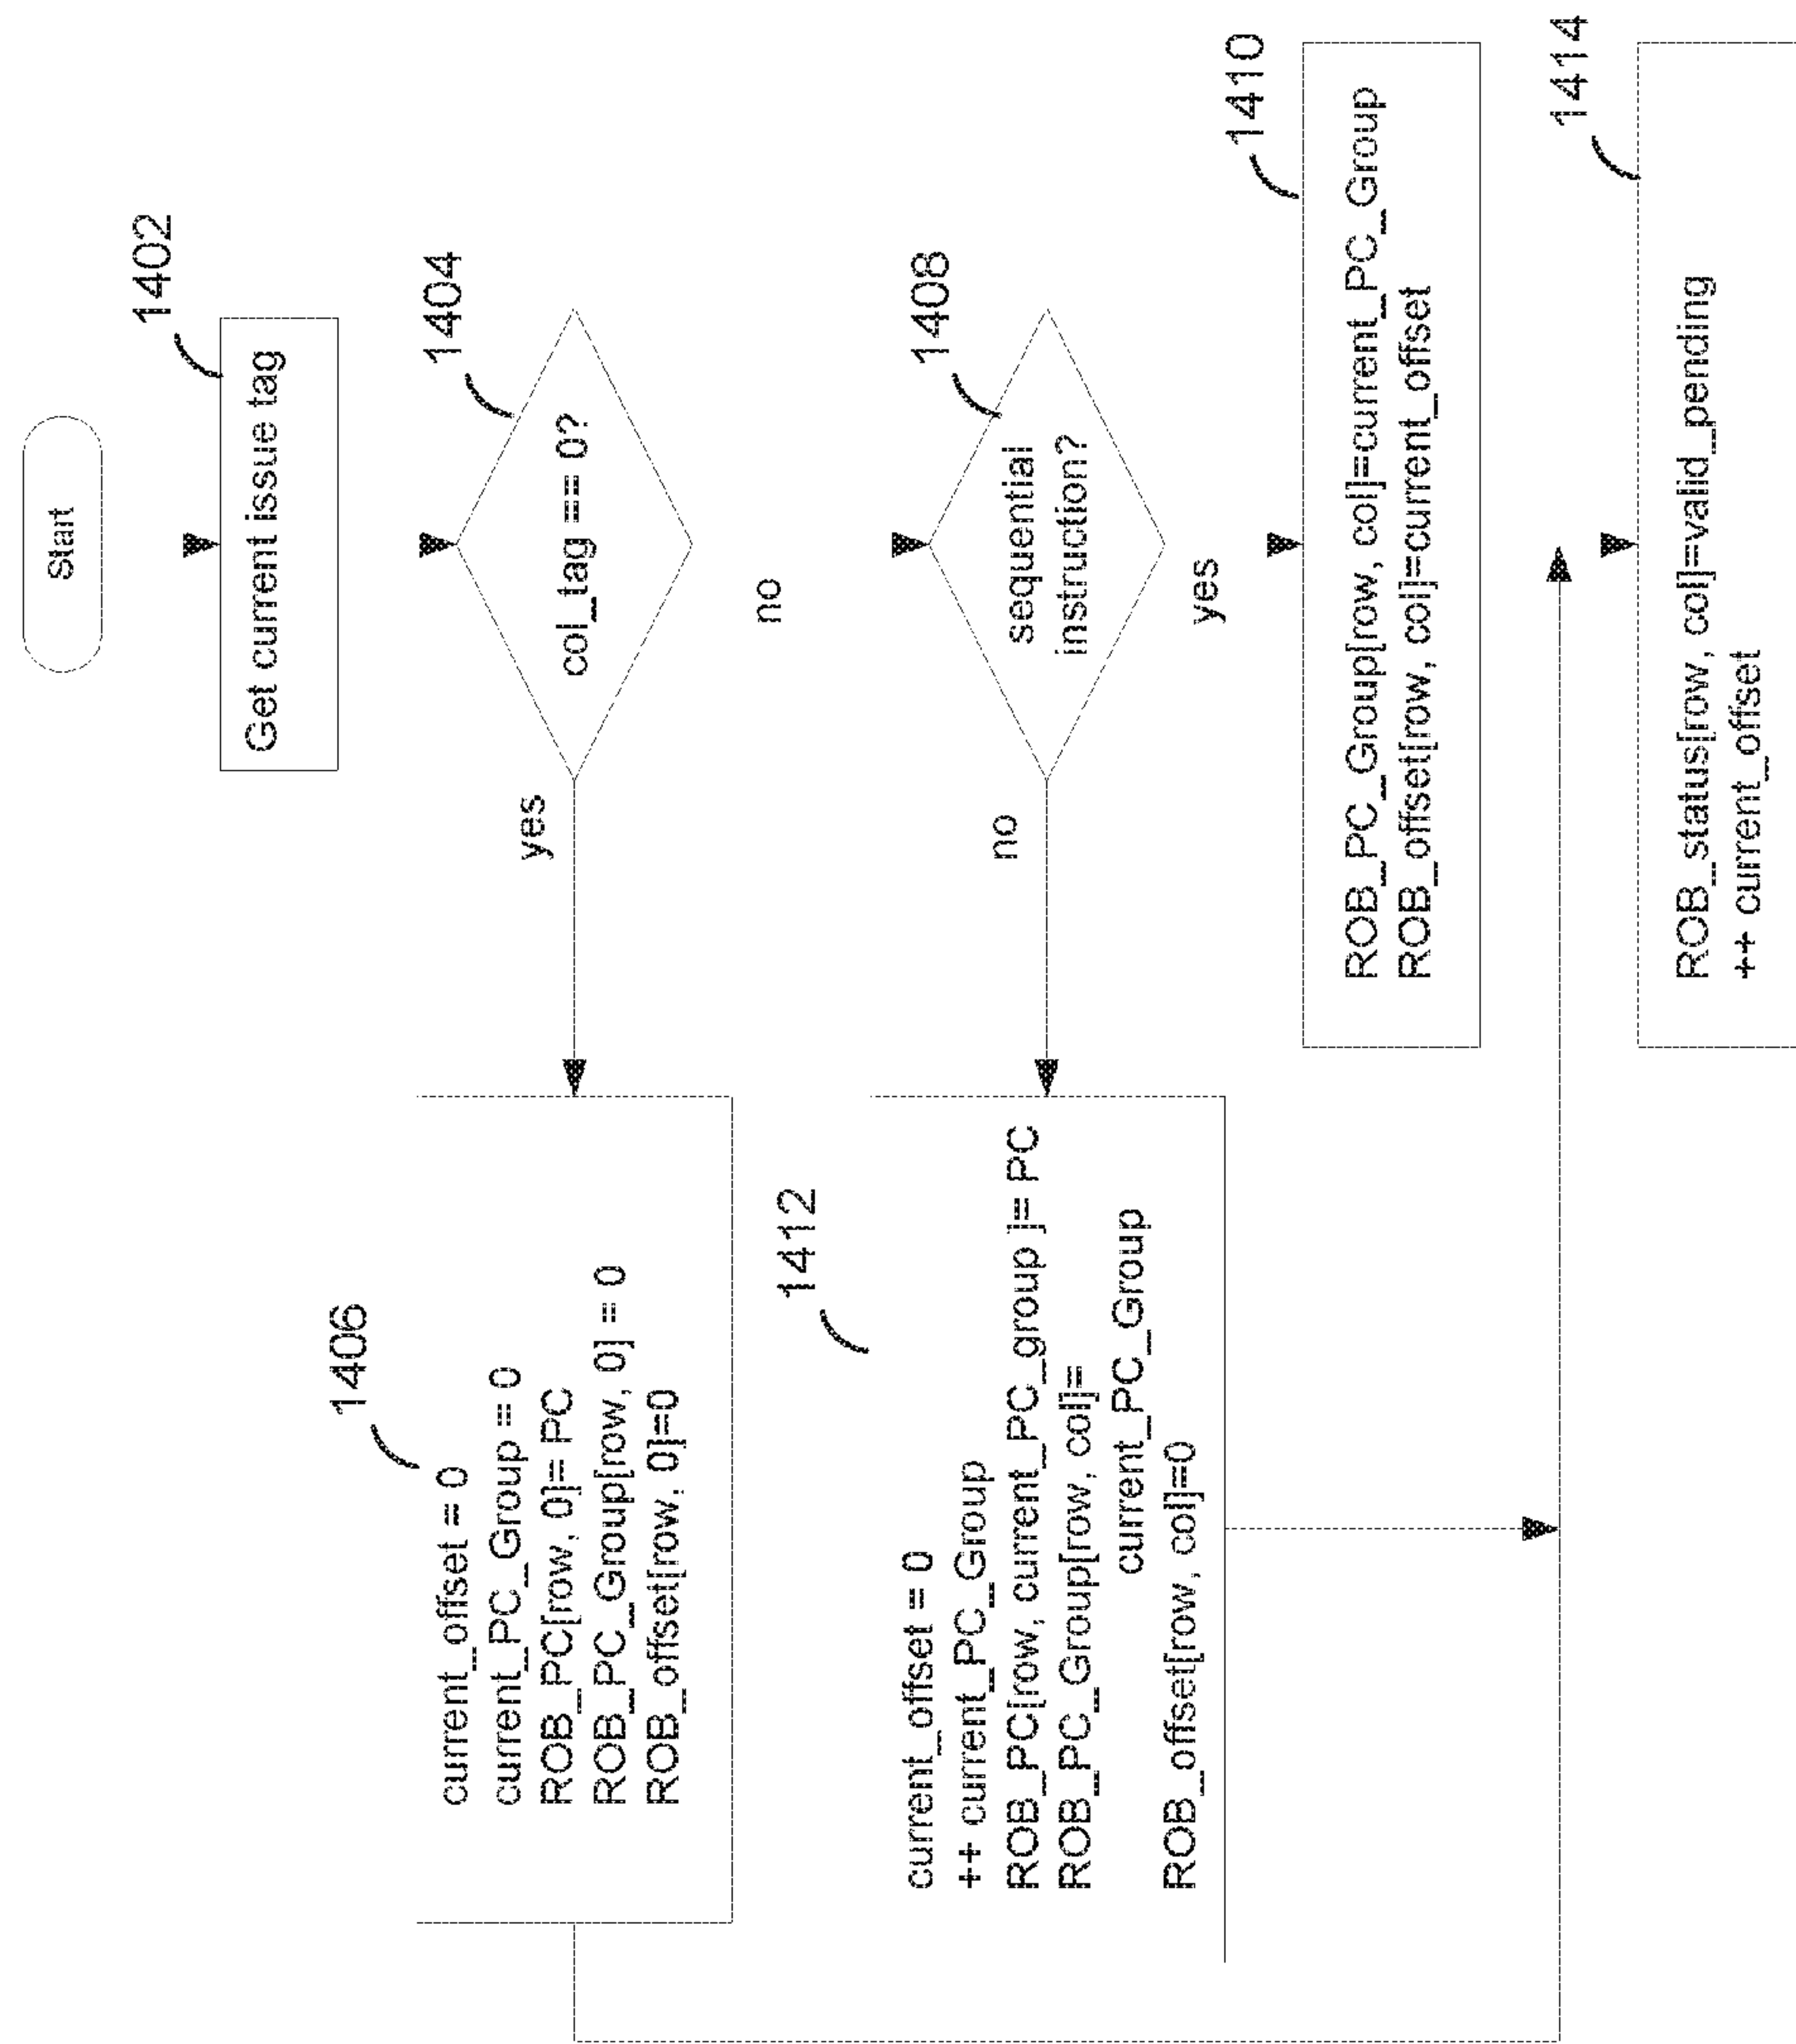 Start
1402
Get current issue tag
1404
col_tag == 0?
yes
no
1406
current_offset = 0
current_PC_Group = 0
ROB_PC[row, 0]= PC
ROB_PC_Group[row, 0] = 0
ROB_offset[row, 0]=0
1408
sequential
instruction?
no
yes
1412
current_offset = 0
++ current_PC_Group
ROB_PC[row, current_PC_group ]= PC
ROB_PC_Group[row, col]=
current_PC_Group
ROB_offset[row, col]=0
1410
ROB_PC_Group[row, col]=current_PC_Group
ROB_offset[row, col]=current_offset
1414
ROB_status[row, col]=valid_pending
++ current_offset